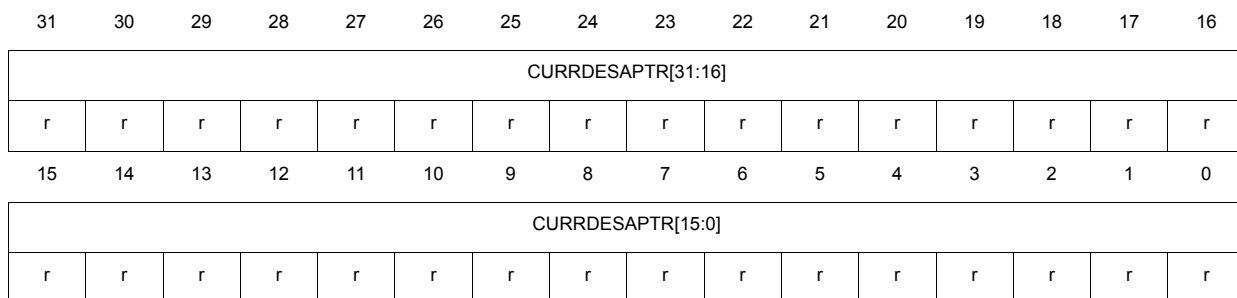 31 30 29 28 27 26 25 24 23 22 21 20 19 18 17 16
CURRDESAPTR[31:16]
r r r r r r r r r r r r r r r r
15 14 13 12 11 10 9 8 7 6 5 4 3 2 1 0
CURRDESAPTR[15:0]
r r r r r r r r r r r r r r r r